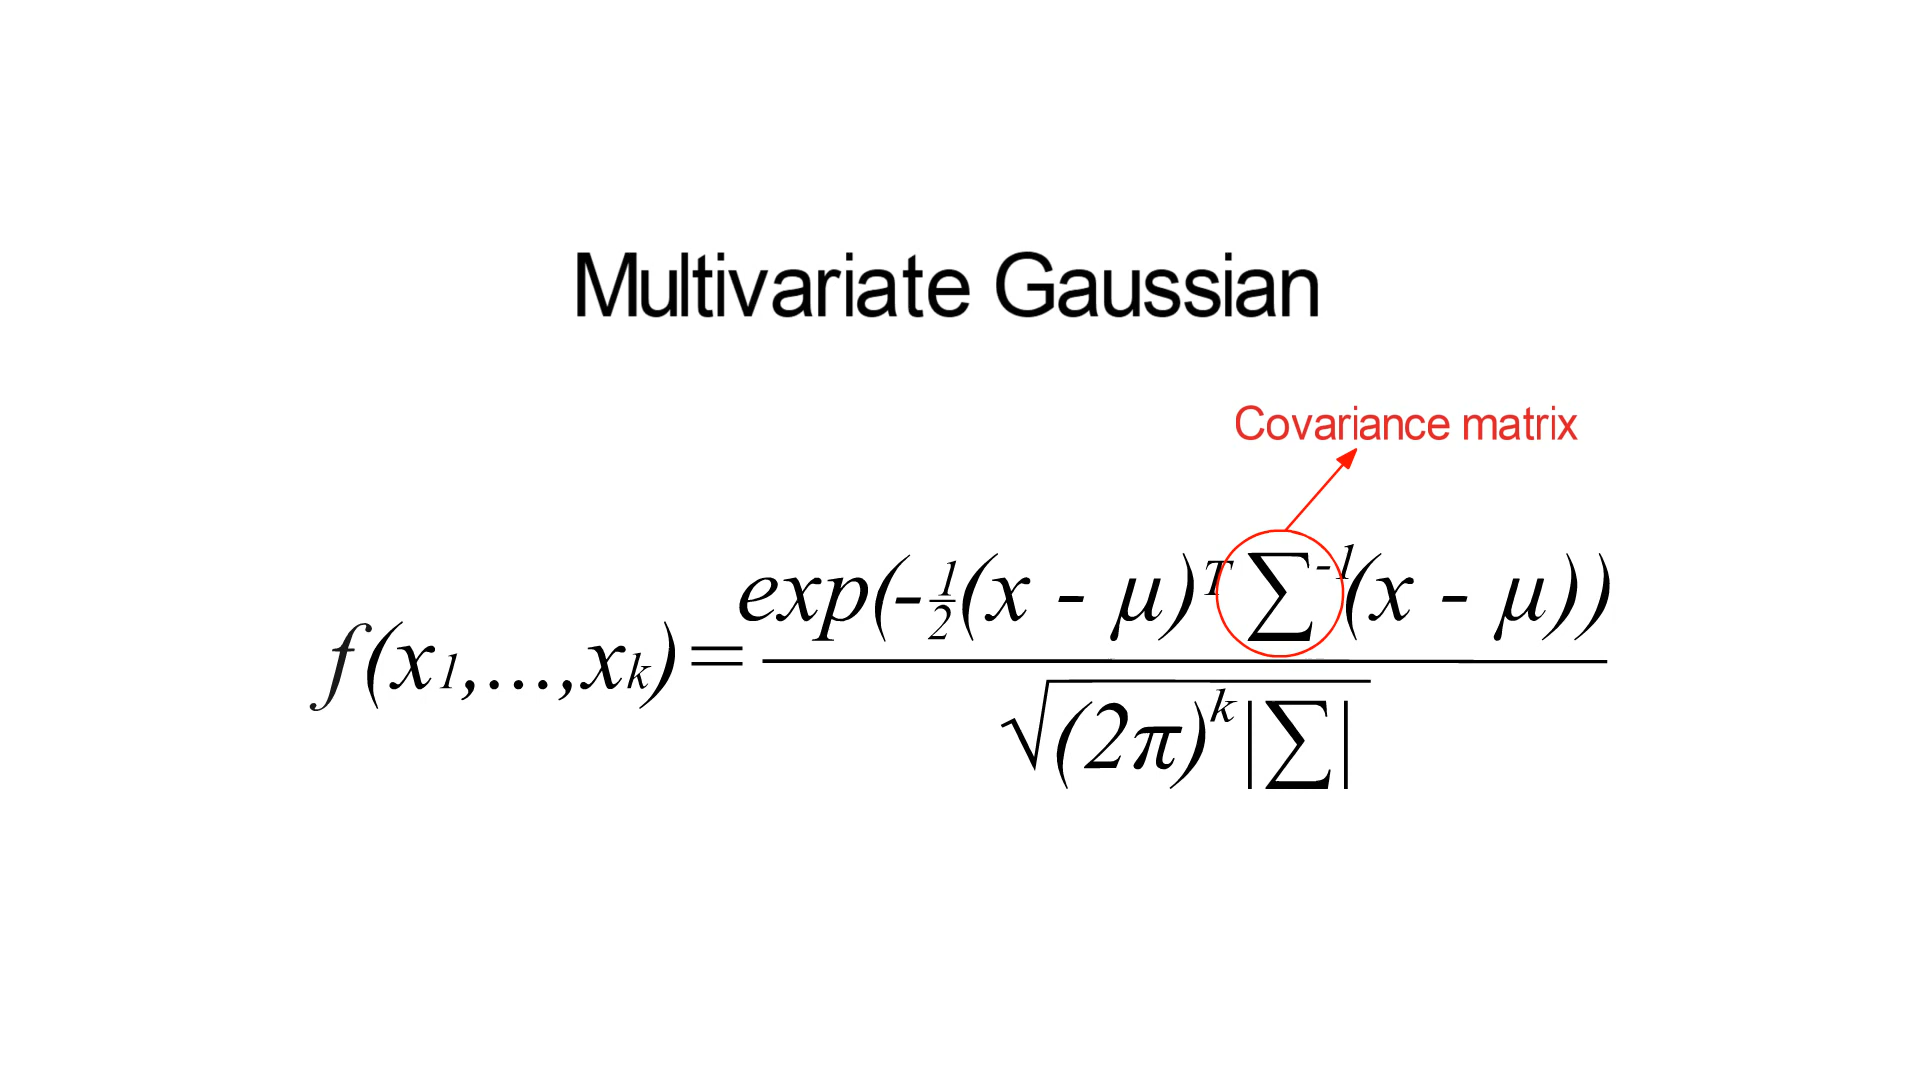 Multivariate Gaussian
Covariance matrix
f(x₁,...,xₖ)=exp(-½(x - μ)ᵀ∑⁻¹(x - μ))/√(2π)ᵏ|∑|